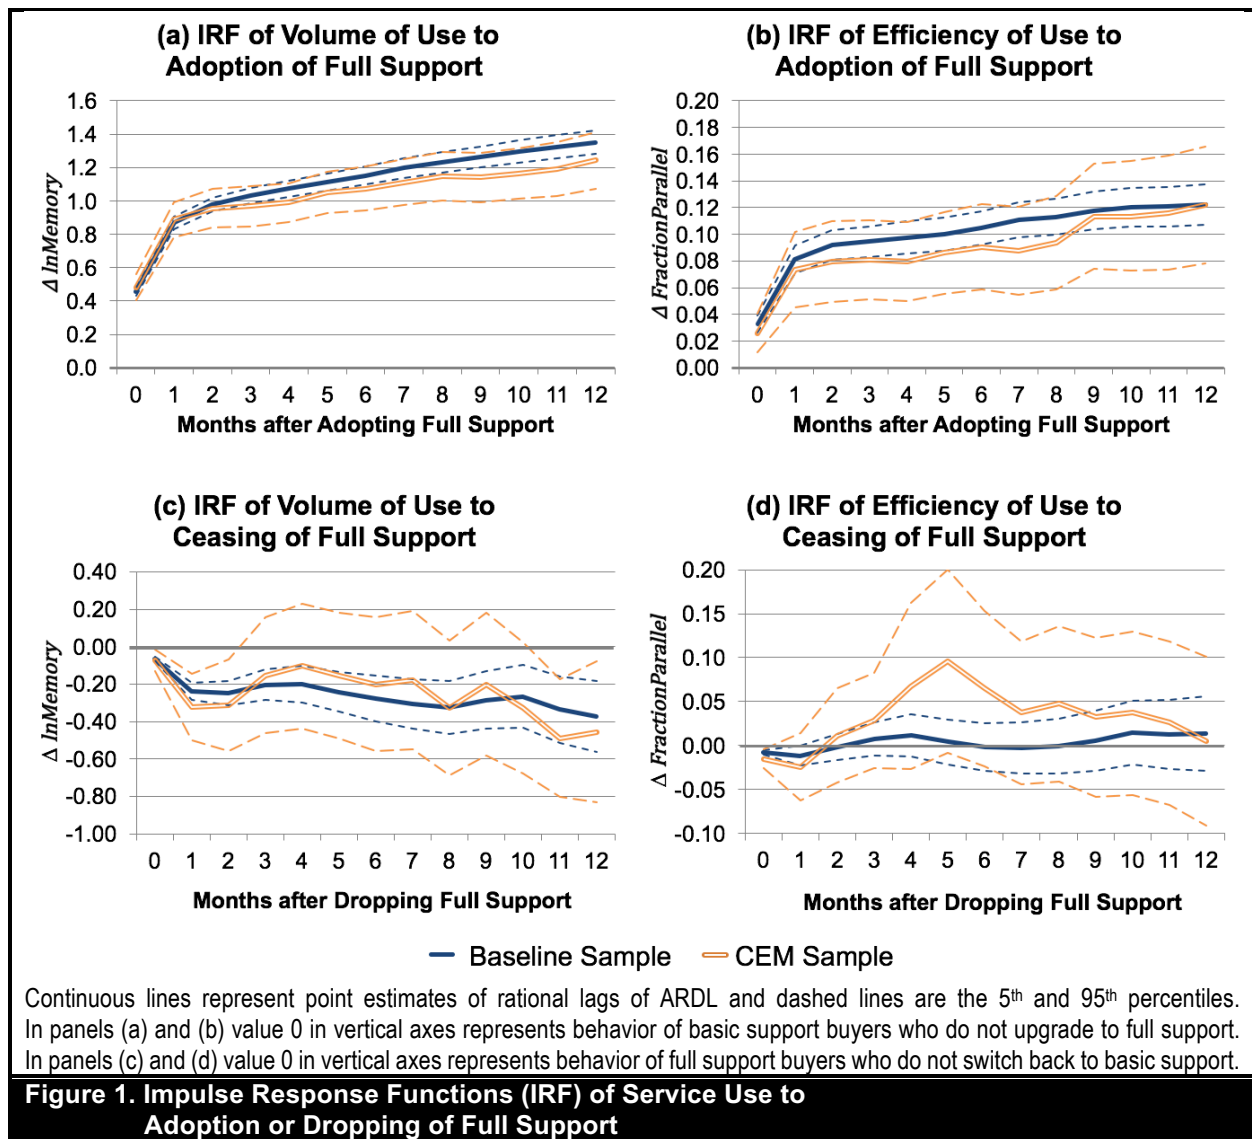 (a) IRF of Volume of Use to
Adoption of Full Support
Δ lnMemory
1.6
1.4
1.2
1.0
0.8
0.6
0.4
0.2
0.0
0 1 2 3 4 5 6 7 8 9 10 11 12
Months after Adopting Full Support
(b) IRF of Efficiency of Use to
Adoption of Full Support
Δ FractionParallel
0.20
0.18
0.16
0.14
0.12
0.10
0.08
0.06
0.04
0.02
0.00
0 1 2 3 4 5 6 7 8 9 10 11 12
Months after Adopting Full Support
(c) IRF of Volume of Use to
Ceasing of Full Support
Δ lnMemory
0.40
0.20
0.00
-0.20
-0.40
-0.60
-0.80
-1.00
0 1 2 3 4 5 6 7 8 9 10 11 12
Months after Dropping Full Support
(d) IRF of Efficiency of Use to
Ceasing of Full Support
Δ FractionParallel
0.20
0.15
0.10
0.05
0.00
-0.05
-0.10
0 1 2 3 4 5 6 7 8 9 10 11 12
Months after Dropping Full Support
Baseline Sample CEM Sample
Continuous lines represent point estimates of rational lags of ARDL and dashed lines are the 5th and 95th percentiles.
In panels (a) and (b) value 0 in vertical axes represents behavior of basic support buyers who do not upgrade to full support.
In panels (c) and (d) value 0 in vertical axes represents behavior of full support buyers who do not switch back to basic support.
Figure 1. Impulse Response Functions (IRF) of Service Use to
Adoption or Dropping of Full Support